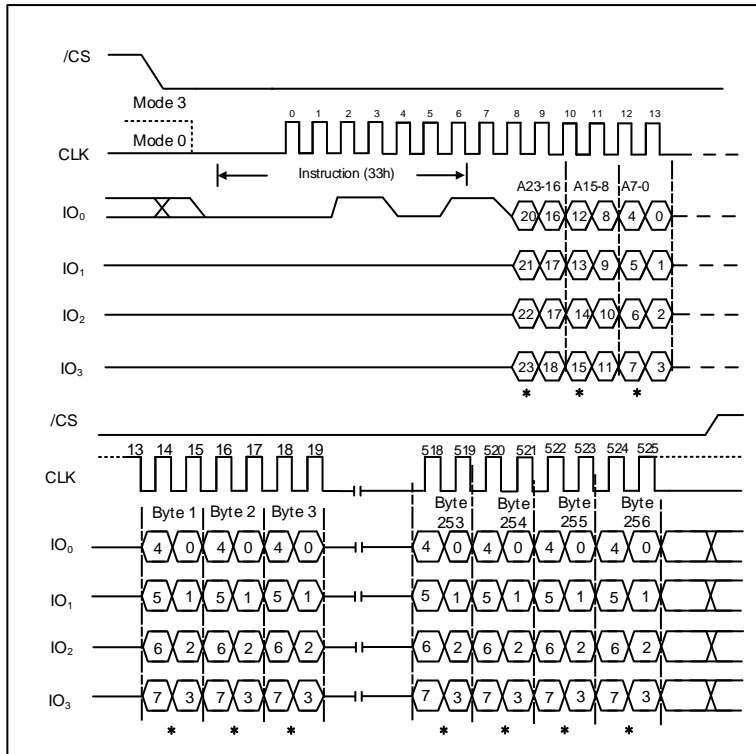 /CS
Mode 3
Mode 0
CLK
0 1 2 3 4 5 6 7 8 9 10 11 12 13
Instruction (33h)
A23-16 A15-8 A7-0
IO0 20 16 12 8 4 0
IO1 21 17 13 9 5 1
IO2 22 17 14 10 6 2
IO3 23 18 15 11 7 3
* * *
/CS
13 14 15 16 17 18 19 518 519 520 521 522 523 524 525
CLK
Byte 1 Byte 2 Byte 3 Byte 253 Byte 254 Byte 255 Byte 256
IO0 4 0 4 0 4 0 4 0 4 0 4 0 4 0
IO1 5 1 5 1 5 1 5 1 5 1 5 1 5 1
IO2 6 2 6 2 6 2 6 2 6 2 6 2 6 2
IO3 7 3 7 3 7 3 7 3 7 3 7 3 7 3
* * * * * * *